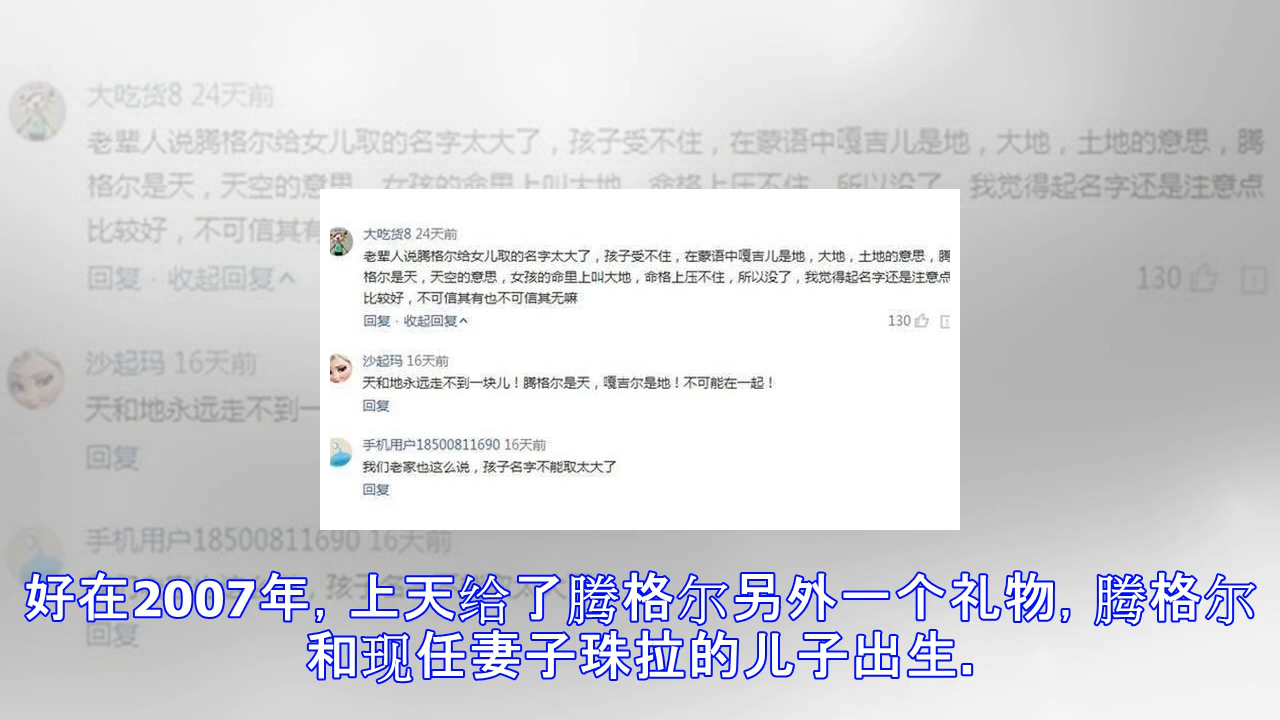 大吃货8 24天前
老辈人说腾格尔给女儿取的名字太大了，孩子受不住，在蒙语中嘎吉儿是地，大地，土地的意思，腾
格尔是天，天空的意思，女孩的命里上叫大地，命格上压不住，所以没了，我觉得起名字还是注意点
比较好，不可信其有也不可信其无嘛
回复 · 收起回复
130
沙起玛 16天前
天和地永远走不到一块儿！腾格尔是天，嘎吉尔是地！不可能在一起！
回复
手机用户18500811690 16天前
我们老家也这么说，孩子名字不能取太大了
回复
好在2007年, 上天给了腾格尔另外一个礼物, 腾格尔
和现任妻子珠拉的儿子出生.